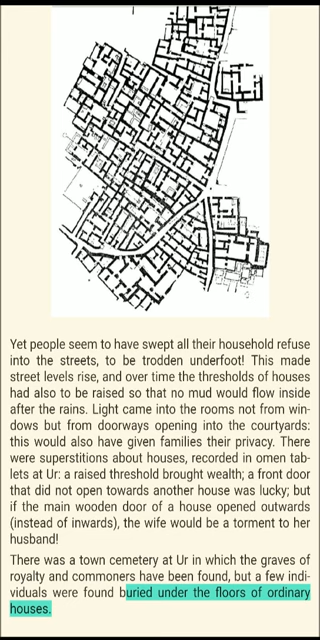 Yet people seem to have swept all their household refuse
into the streets, to be trodden underfoot! This made
street levels rise, and over time the thresholds of houses
had also to be raised so that no mud would flow inside
after the rains. Light came into the rooms not from win-
dows but from doorways opening into the courtyards:
this would also have given families their privacy. There
were superstitions about houses, recorded in omen tab-
lets at Ur: a raised threshold brought wealth; a front door
that did not open towards another house was lucky; but
if the main wooden door of a house opened outwards
(instead of inwards), the wife would be a torment to her
husband!
There was a town cemetery at Ur in which the graves of
royalty and commoners have been found, but a few indi-
viduals were found buried under the floors of ordinary
houses.